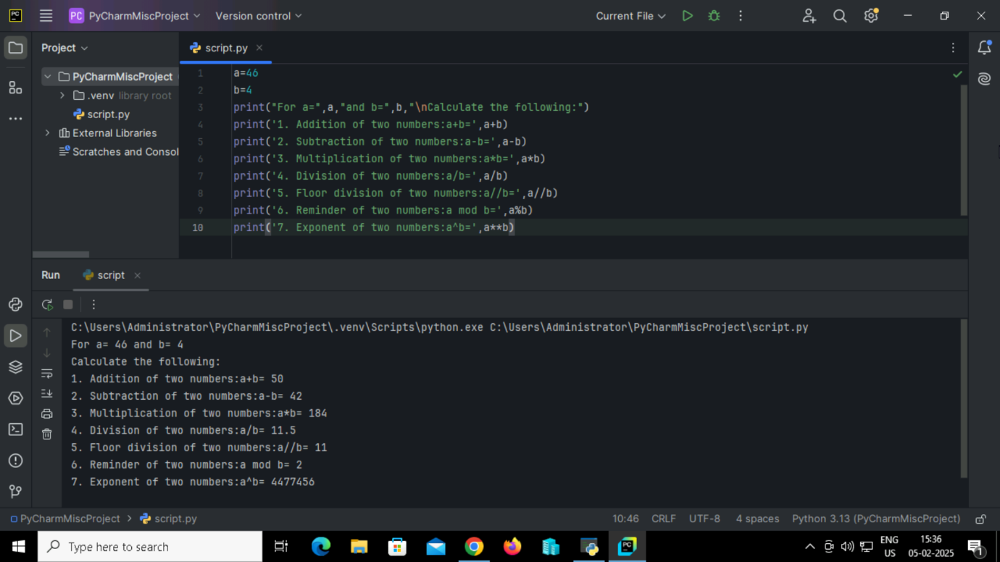 PC PC PyCharmMiscProject Version control Current File
Project script.py
PyCharmMiscProject
.venv library root
script.py
External Libraries
Scratches and Consol
1 a=46
2 b=4
3 print("For a=",a,"and b=",b,"\nCalculate the following:")
4 print('1. Addition of two numbers:a+b=',a+b)
5 print('2. Subtraction of two numbers:a-b=',a-b)
6 print('3. Multiplication of two numbers:a*b=',a*b)
7 print('4. Division of two numbers:a/b=',a/b)
8 print('5. Floor division of two numbers:a//b=',a//b)
9 print('6. Reminder of two numbers:a mod b=',a%b)
10 print('7. Exponent of two numbers:a^b=',a**b)
Run script
C:\Users\Administrator\PyCharmMiscProject\.venv\Scripts\python.exe C:\Users\Administrator\PyCharmMiscProject\script.py
For a= 46 and b= 4
Calculate the following:
1. Addition of two numbers:a+b= 50
2. Subtraction of two numbers:a-b= 42
3. Multiplication of two numbers:a*b= 184
4. Division of two numbers:a/b= 11.5
5. Floor division of two numbers:a//b= 11
6. Reminder of two numbers:a mod b= 2
7. Exponent of two numbers:a^b= 4477456
PyCharmMiscProject > script.py 10:46 CRLF UTF-8 4 spaces Python 3.13 (PyCharmMiscProject)
Type here to search PC ENG 15:36
US 05-02-2025 1